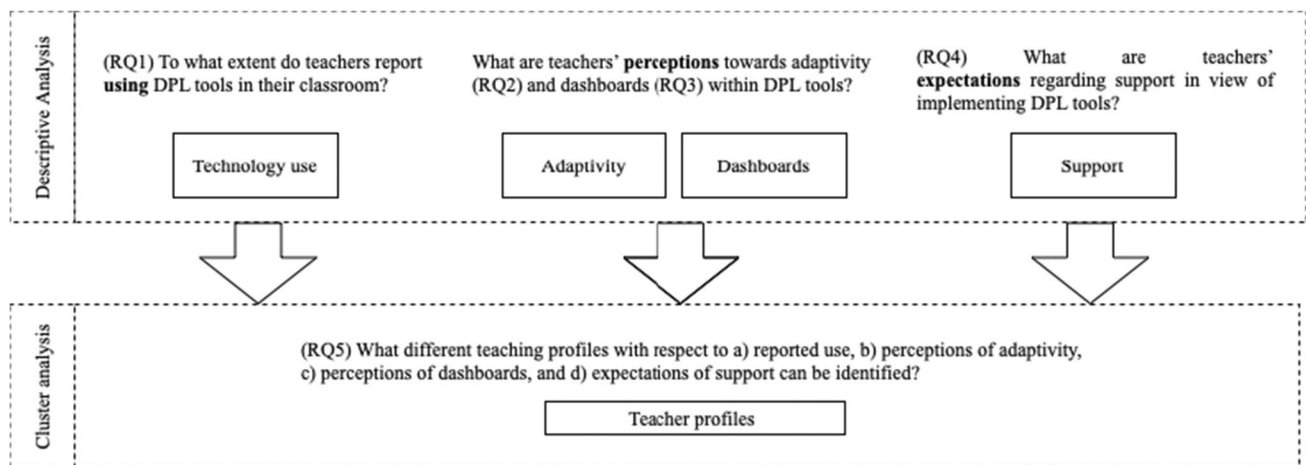 Descriptive Analysis
(RQ1) To what extent do teachers report
using DPL tools in their classroom?
Technology use
What are teachers' perceptions towards adaptivity
(RQ2) and dashboards (RQ3) within DPL tools?
Adaptivity
Dashboards
(RQ4) What are teachers'
expectations regarding support in view of
implementing DPL tools?
Support
Cluster analysis
(RQ5) What different teaching profiles with respect to a) reported use, b) perceptions of adaptivity,
c) perceptions of dashboards, and d) expectations of support can be identified?
Teacher profiles